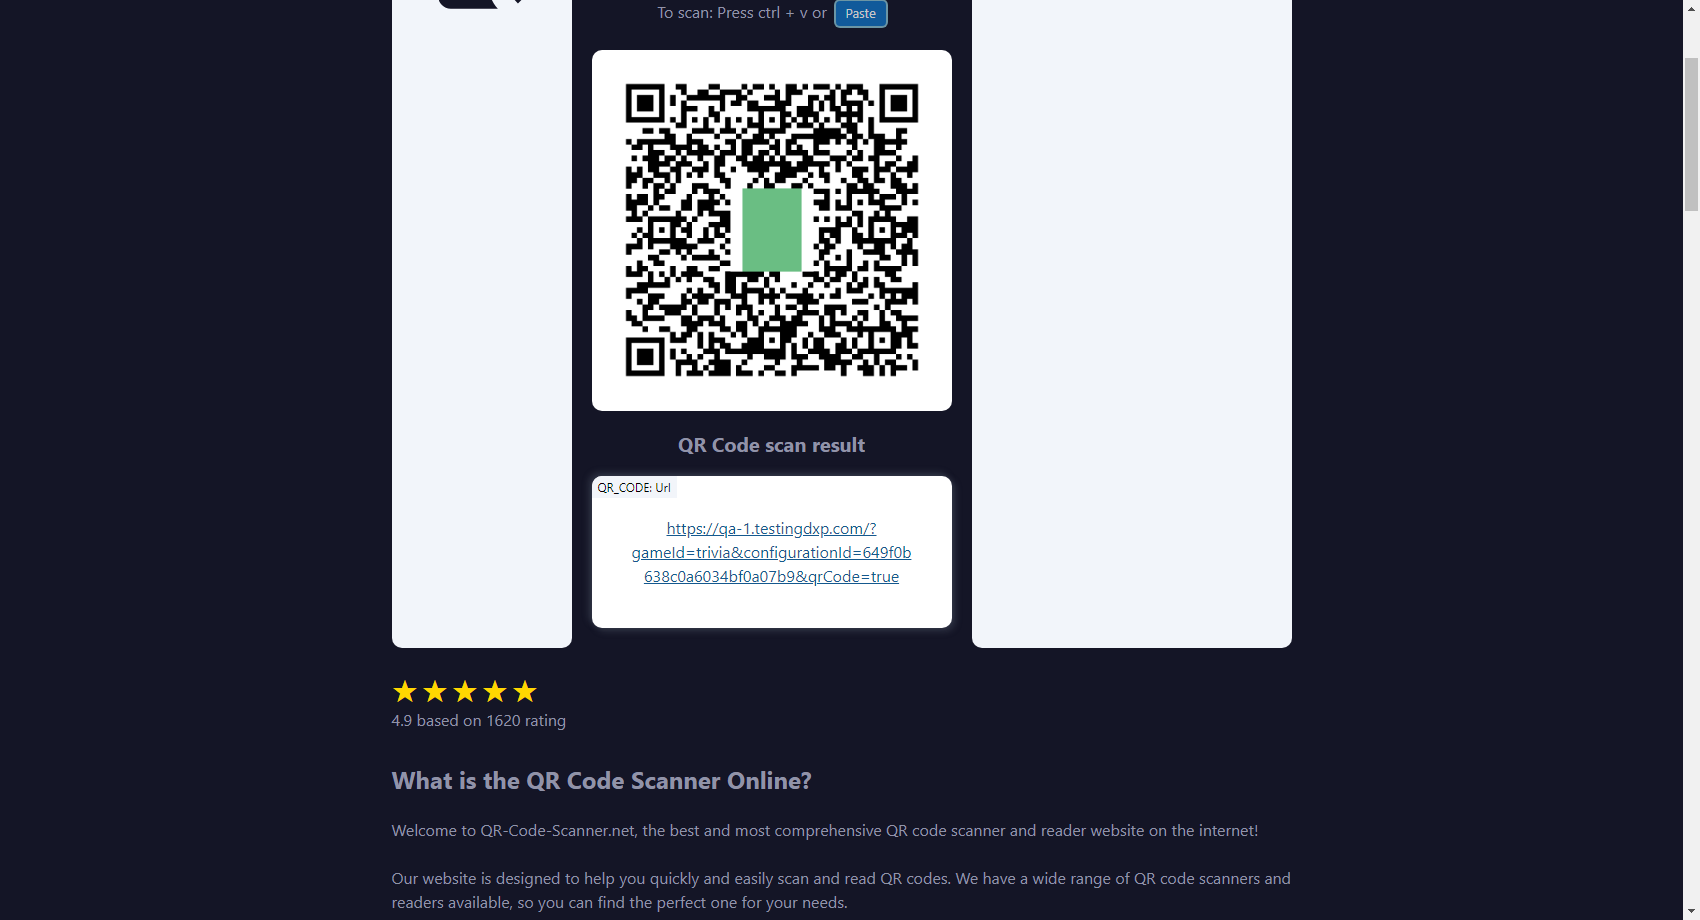 To scan: Press ctrl + v or Paste
QR Code scan result
QR_CODE: Url
https://qa-1.testingdxp.com/?
gameId=trivia&configurationId=649f0b
638c0a6034bf0a07b9&qrCode=true
4.9 based on 1620 rating
What is the QR Code Scanner Online?
Welcome to QR-Code-Scanner.net, the best and most comprehensive QR code scanner and reader website on the internet!
Our website is designed to help you quickly and easily scan and read QR codes. We have a wide range of QR code scanners and
readers available, so you can find the perfect one for your needs.